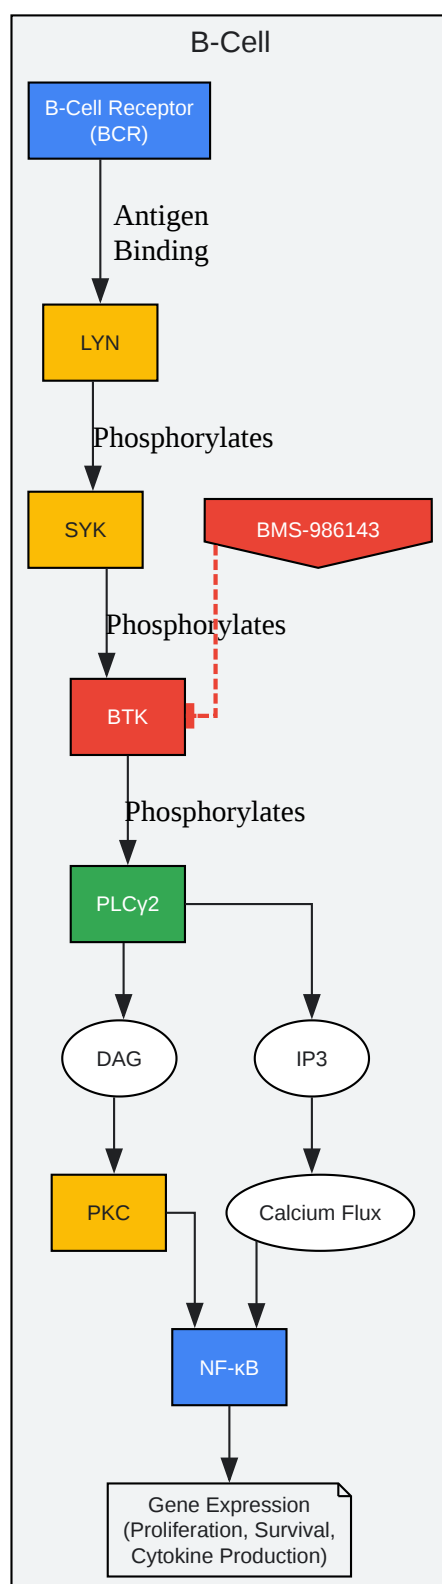 B-Cell
B-Cell Receptor
(BCR)
Antigen
Binding
LYN
Phosphorylates
SYK
BMS-986143
Phosphorylates
BTK
Phosphorylates
PLCγ2
DAG
IP3
PKC
Calcium Flux
NF-κB
Gene Expression
(Proliferation, Survival,
Cytokine Production)